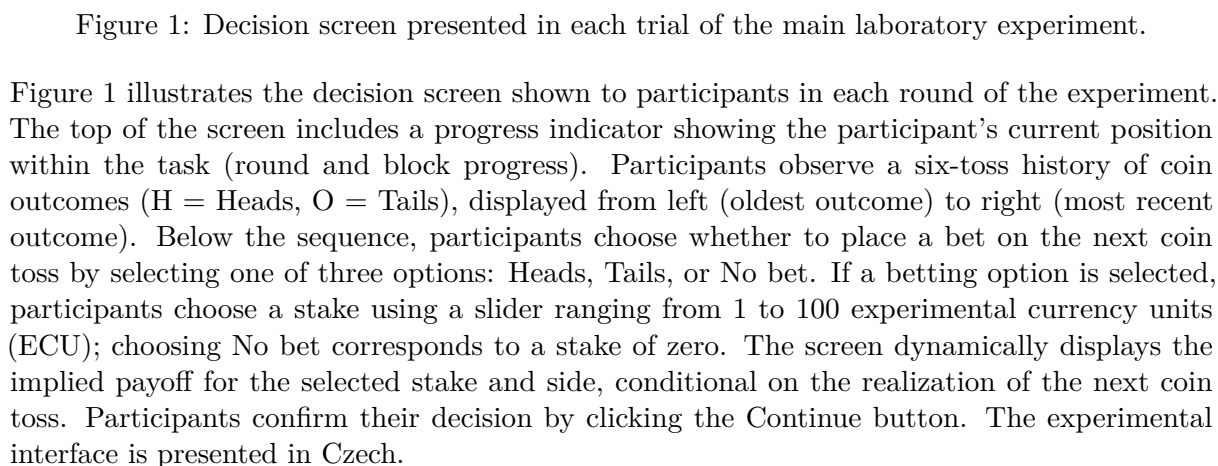 Figure 1: Decision screen presented in each trial of the main laboratory experiment.
Figure 1 illustrates the decision screen shown to participants in each round of the experiment.
The top of the screen includes a progress indicator showing the participant's current position
within the task (round and block progress). Participants observe a six-toss history of coin
outcomes (H = Heads, O = Tails), displayed from left (oldest outcome) to right (most recent
outcome). Below the sequence, participants choose whether to place a bet on the next coin
toss by selecting one of three options: Heads, Tails, or No bet. If a betting option is selected,
participants choose a stake using a slider ranging from 1 to 100 experimental currency units
(ECU); choosing No bet corresponds to a stake of zero. The screen dynamically displays the
implied payoff for the selected stake and side, conditional on the realization of the next coin
toss. Participants confirm their decision by clicking the Continue button. The experimental
interface is presented in Czech.